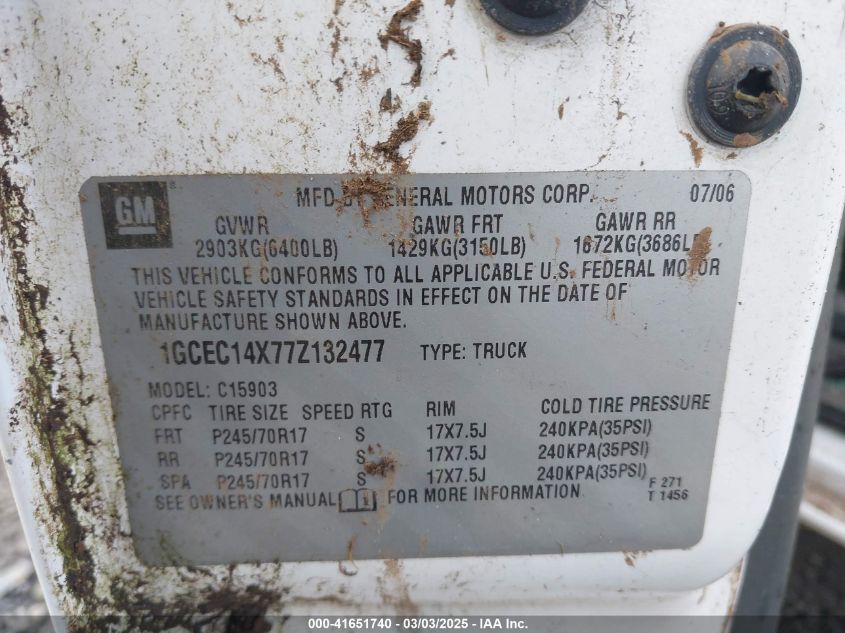 GM ®
MFD BY GENERAL MOTORS CORP. 07/06
GVWR GAWR FRT GAWR RR
2903KG(6400LB) 1429KG(3150LB) 1672KG(3686LB
THIS VEHICLE CONFORMS TO ALL APPLICABLE U.S. FEDERAL MOTOR
VEHICLE SAFETY STANDARDS IN EFFECT ON THE DATE OF
MANUFACTURE SHOWN ABOVE.
1GCEC14X77Z132477 TYPE: TRUCK
MODEL: C15903
CPFC TIRE SIZE SPEED RTG RIM COLD TIRE PRESSURE
FRT P245/70R17 S 17X7.5J 240KPA(35PSI)
RR P245/70R17 S 17X7.5J 240KPA(35PSI)
SPA P245/70R17 S 17X7.5J 240KPA(35PSI)
SEE OWNER'S MANUAL FOR MORE INFORMATION
F 271
T 1456
000-41651740 - 03/03/2025 - IAA Inc.